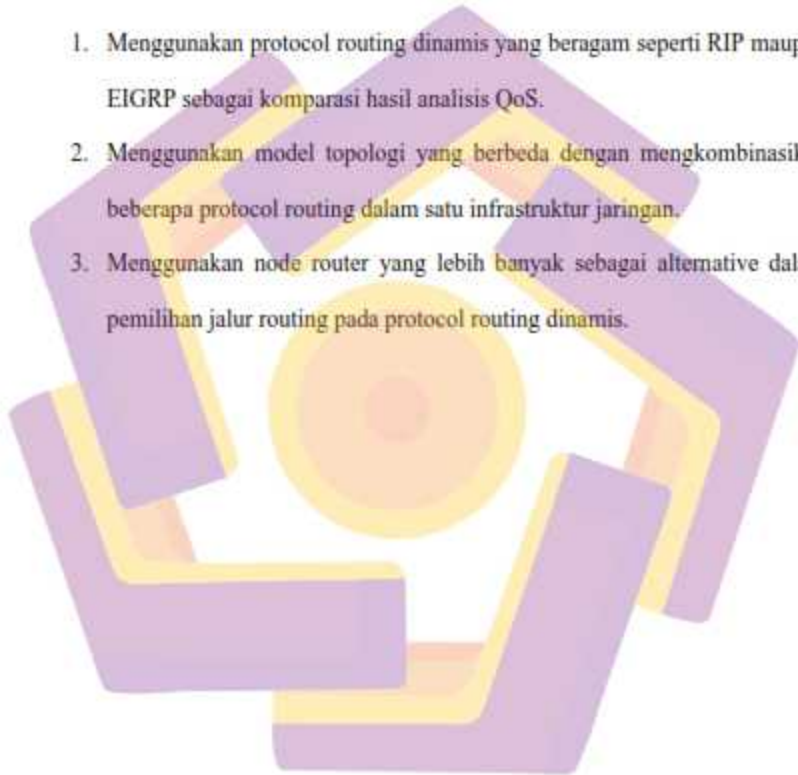 1. Menggunakan protocol routing dinamis yang beragam seperti RIP maup
EIGRP sebagai komparasi hasil analisis QoS.
2. Menggunakan model topologi yang berbeda dengan mengkombinasik
beberapa protocol routing dalam satu infrastruktur jaringan.
3. Menggunakan node router yang lebih banyak sebagai alternative dal
pemilihan jalur routing pada protocol routing dinamis.